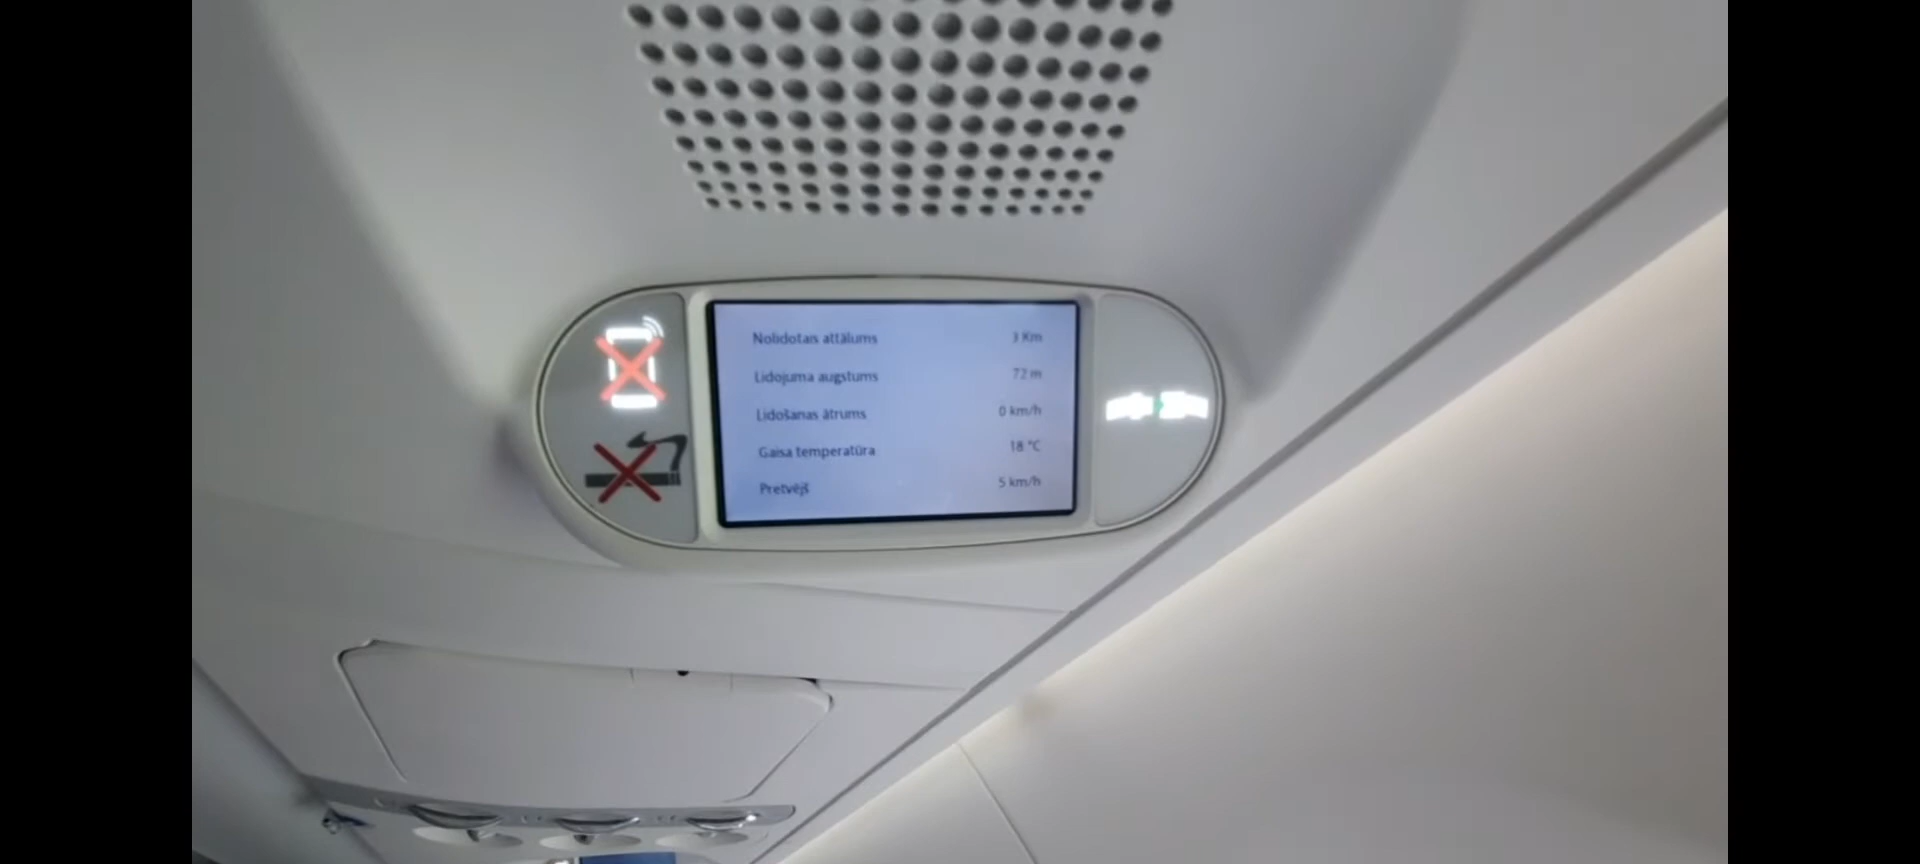 Nolidotais attālums 3 Km
Lidojuma augstums 72 m
Lidošanas ātrums 0 km/h
Gaisa temperatūra 18 °C
Pretvējš 5 km/h